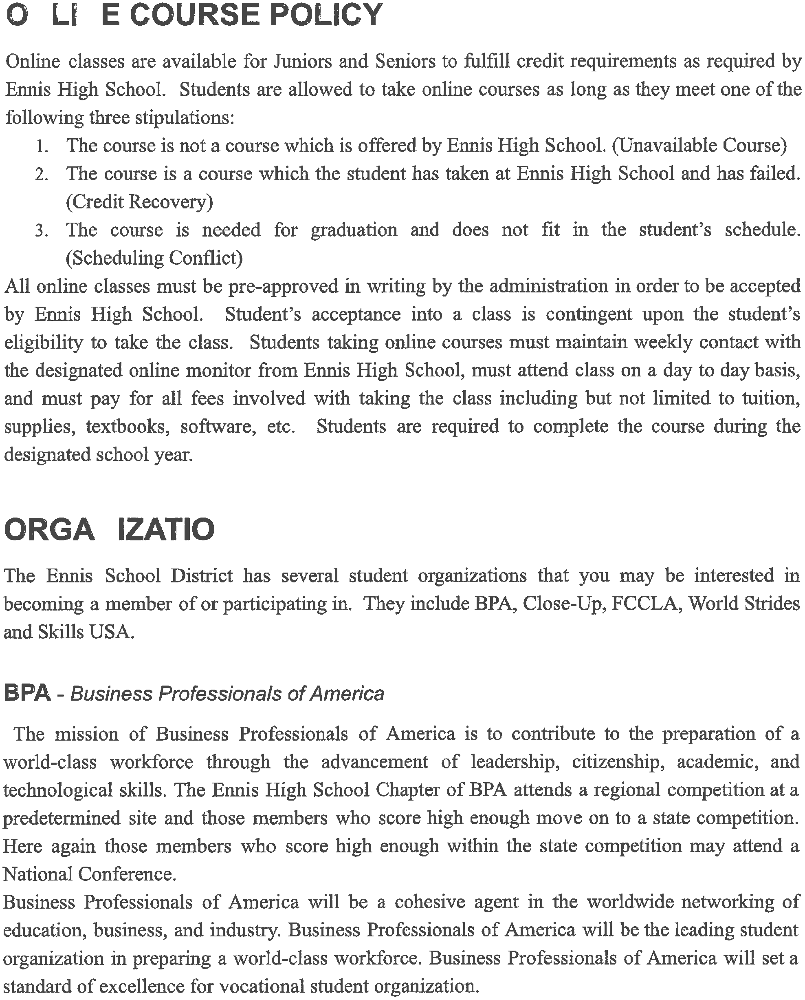 O LI E COURSE POLICY
Online classes are available for Juniors and Seniors to fulfill credit requirements as required by
Ennis High School. Students are allowed to take online courses as long as they meet one of the
following three stipulations:
1. The course is not a course which is offered by Ennis High School. (Unavailable Course)
2. The course is a course which the student has taken at Ennis High School and has failed.
(Credit Recovery)
3. The course is needed for graduation and does not fit in the student's schedule.
(Scheduling Conflict)
All online classes must be pre-approved in writing by the administration in order to be accepted
by Ennis High School. Student's acceptance into a class is contingent upon the student's
eligibility to take the class. Students taking online courses must maintain weekly contact with
the designated online monitor from Ennis High School, must attend class on a day to day basis,
and must pay for all fees involved with taking the class including but not limited to tuition,
supplies, textbooks, software, etc. Students are required to complete the course during the
designated school year.
ORGA IZATIO
The Ennis School District has several student organizations that you may be interested in
becoming a member of or participating in. They include BPA, Close-Up, FCCLA, World Strides
and Skills USA.
BPA - Business Professionals of America
The mission of Business Professionals of America is to contribute to the preparation of a
world-class workforce through the advancement of leadership, citizenship, academic, and
technological skills. The Ennis High School Chapter of BPA attends a regional competition at a
predetermined site and those members who score high enough move on to a state competition.
Here again those members who score high enough within the state competition may attend a
National Conference.
Business Professionals of America will be a cohesive agent in the worldwide networking of
education, business, and industry. Business Professionals of America will be the leading student
organization in preparing a world-class workforce. Business Professionals of America will set a
standard of excellence for vocational student organization.